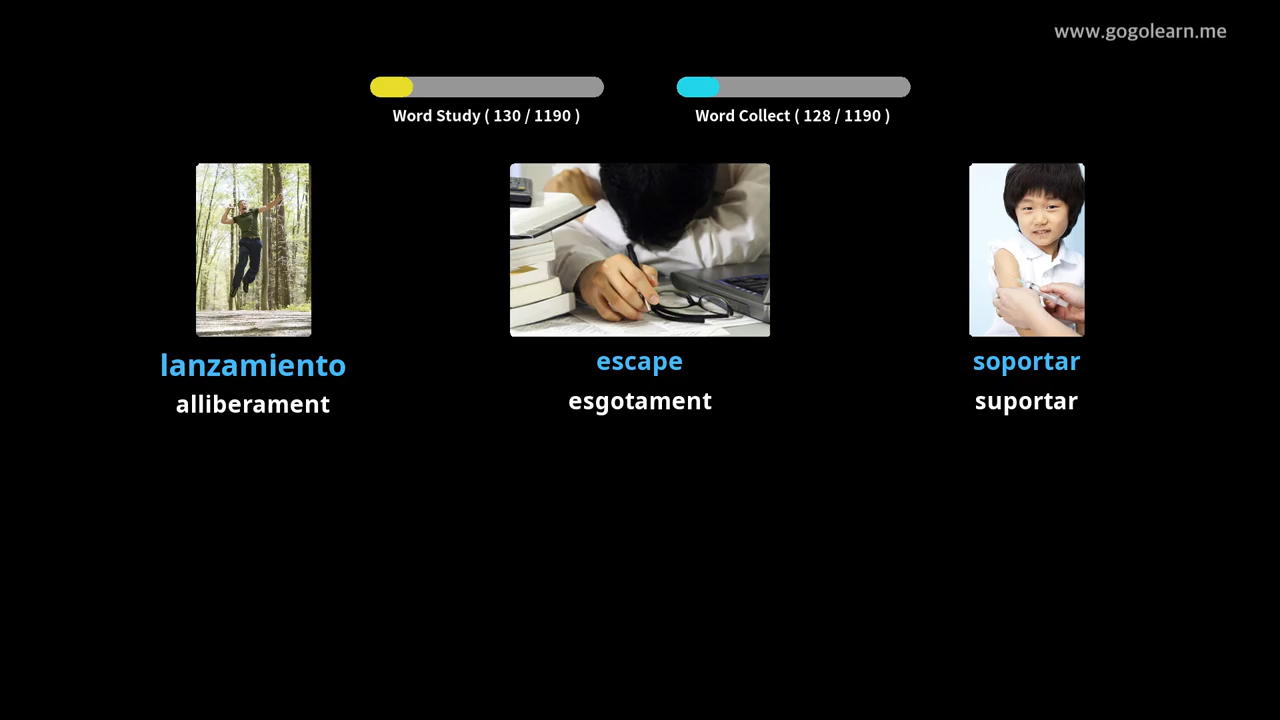 www.gogolearn.me
Word Study ( 130 / 1190 )
Word Collect ( 128 / 1190 )
lanzamiento
alliberament
escape
esgotament
soportar
suportar